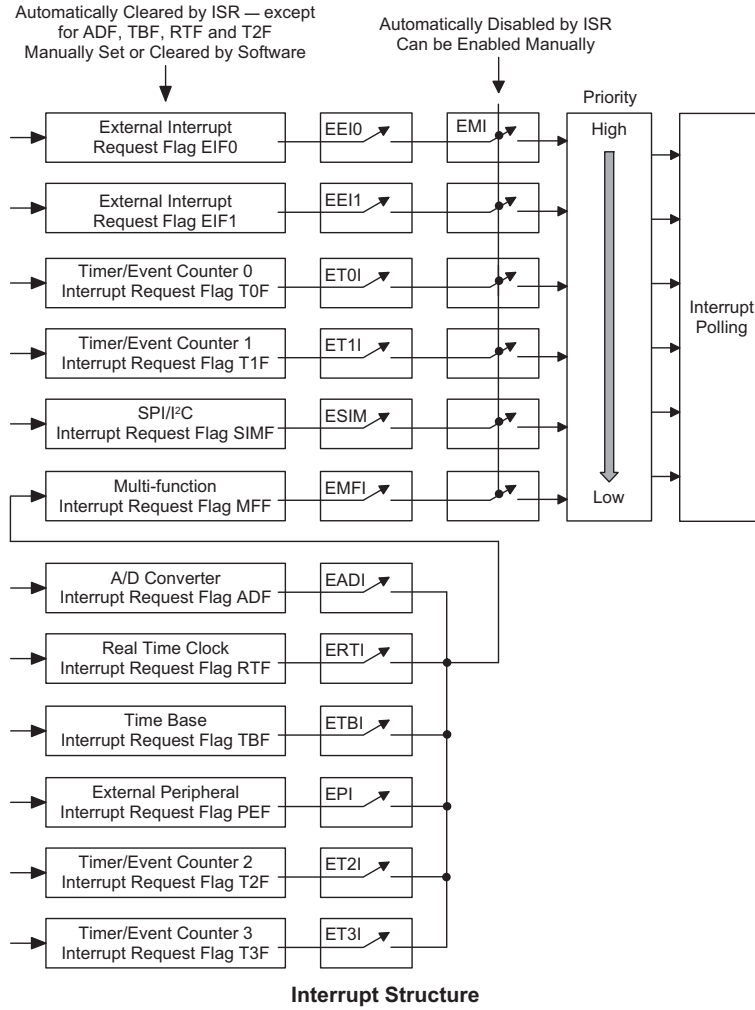 Automatically Cleared by ISR — except
for ADF, TBF, RTF and T2F
Manually Set or Cleared by Software
Automatically Disabled by ISR
Can be Enabled Manually
Priority
External Interrupt
Request Flag EIF0
EEI0
EMI
High
External Interrupt
Request Flag EIF1
EEI1
Timer/Event Counter 0
Interrupt Request Flag T0F
ET0I
Interrupt
Polling
Timer/Event Counter 1
Interrupt Request Flag T1F
ET1I
SPI/I²C
Interrupt Request Flag SIMF
ESIM
Multi-function
Interrupt Request Flag MFF
EMFI
Low
A/D Converter
Interrupt Request Flag ADF
EADI
Real Time Clock
Interrupt Request Flag RTF
ERTI
Time Base
Interrupt Request Flag TBF
ETBI
External Peripheral
Interrupt Request Flag PEF
EPI
Timer/Event Counter 2
Interrupt Request Flag T2F
ET2I
Timer/Event Counter 3
Interrupt Request Flag T3F
ET3I
Interrupt Structure